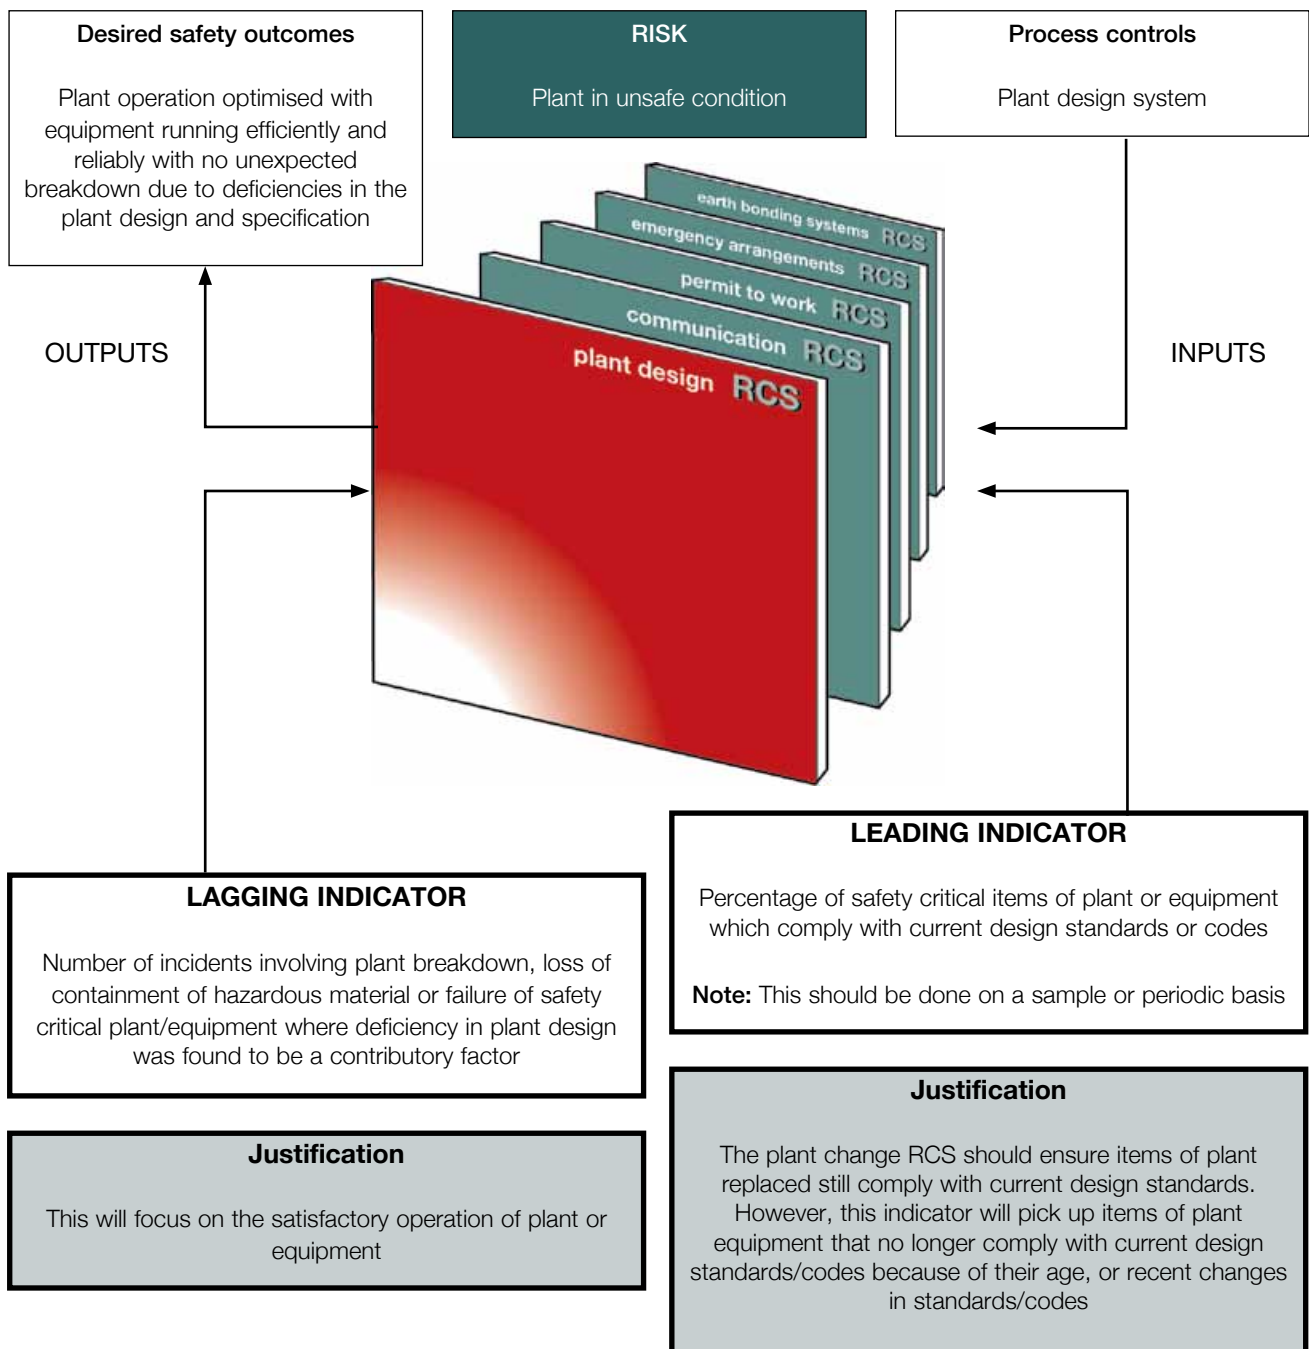 Desired safety outcomes
Plant operation optimised with
equipment running efficiently and
reliably with no unexpected
breakdown due to deficiencies in the
plant design and specification
RISK
Plant in unsafe condition
Process controls
Plant design system
earth bonding systems RCS
emergency arrangements RCS
permit to work RCS
communication RCS
plant design RCS
OUTPUTS
INPUTS
LAGGING INDICATOR
Number of incidents involving plant breakdown, loss of
containment of hazardous material or failure of safety
critical plant/equipment where deficiency in plant design
was found to be a contributory factor
Justification
This will focus on the satisfactory operation of plant or
equipment
LEADING INDICATOR
Percentage of safety critical items of plant or equipment
which comply with current design standards or codes
Note: This should be done on a sample or periodic basis
Justification
The plant change RCS should ensure items of plant
replaced still comply with current design standards.
However, this indicator will pick up items of plant
equipment that no longer comply with current design
standards/codes because of their age, or recent changes
in standards/codes